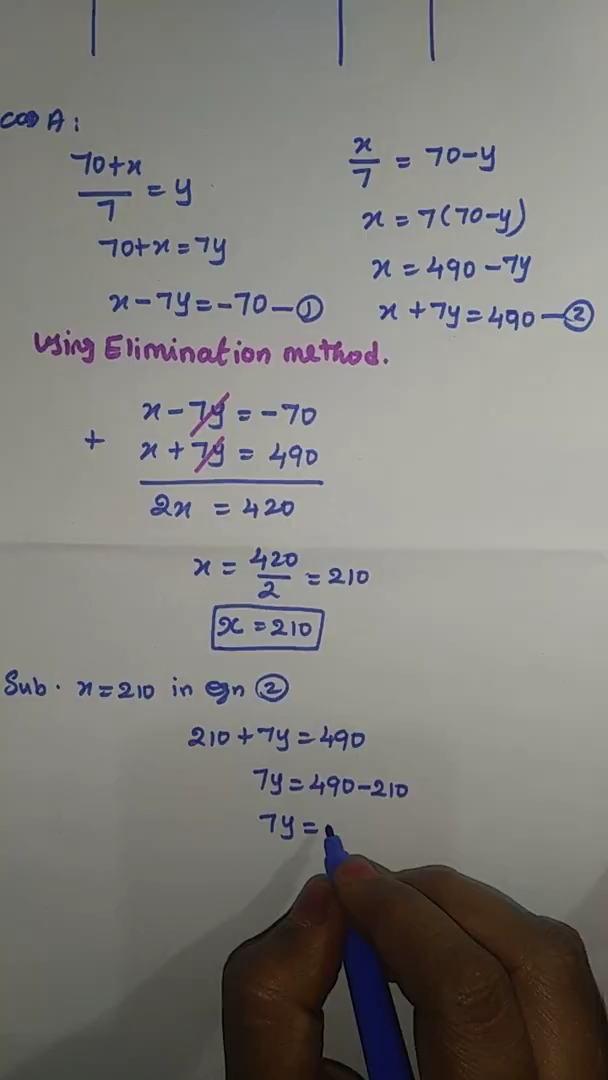 cos A:
70+x/7 = y
70+x=7y
x-7y=-70-①
x/7 = 70-y
x = 7(70-y)
x = 490-7y
x+7y=490-②
Using Elimination method.
x-7y=-70
+
x+7y=490
2x = 420
x = 420/2 = 210
x = 210
Sub. x=210 in eqn ②
210+7y=490
7y=490-210
7y=